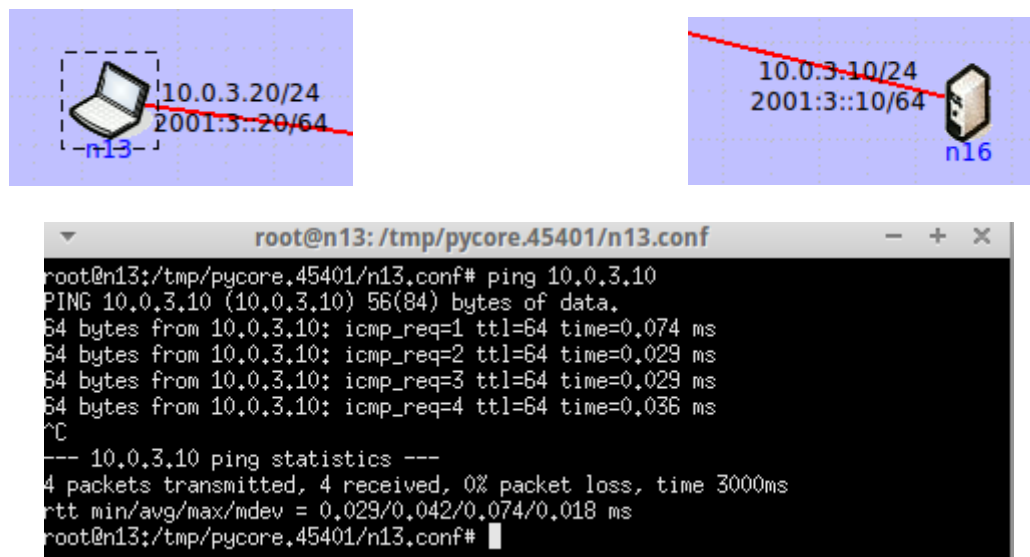 10.0.3.20/24
2001:3::20/64
n13
10.0.3.10/24
2001:3::10/64
n16
root@n13: /tmp/pycore.45401/n13.conf
root@n13:/tmp/pycore.45401/n13.conf# ping 10.0.3.10
PING 10.0.3.10 (10.0.3.10) 56(84) bytes of data.
64 bytes from 10.0.3.10: icmp_req=1 ttl=64 time=0.074 ms
64 bytes from 10.0.3.10: icmp_req=2 ttl=64 time=0.029 ms
64 bytes from 10.0.3.10: icmp_req=3 ttl=64 time=0.029 ms
64 bytes from 10.0.3.10: icmp_req=4 ttl=64 time=0.036 ms
^C
--- 10.0.3.10 ping statistics ---
4 packets transmitted, 4 received, 0% packet loss, time 3000ms
rtt min/avg/max/mdev = 0.029/0.042/0.074/0.018 ms
root@n13:/tmp/pycore.45401/n13.conf#